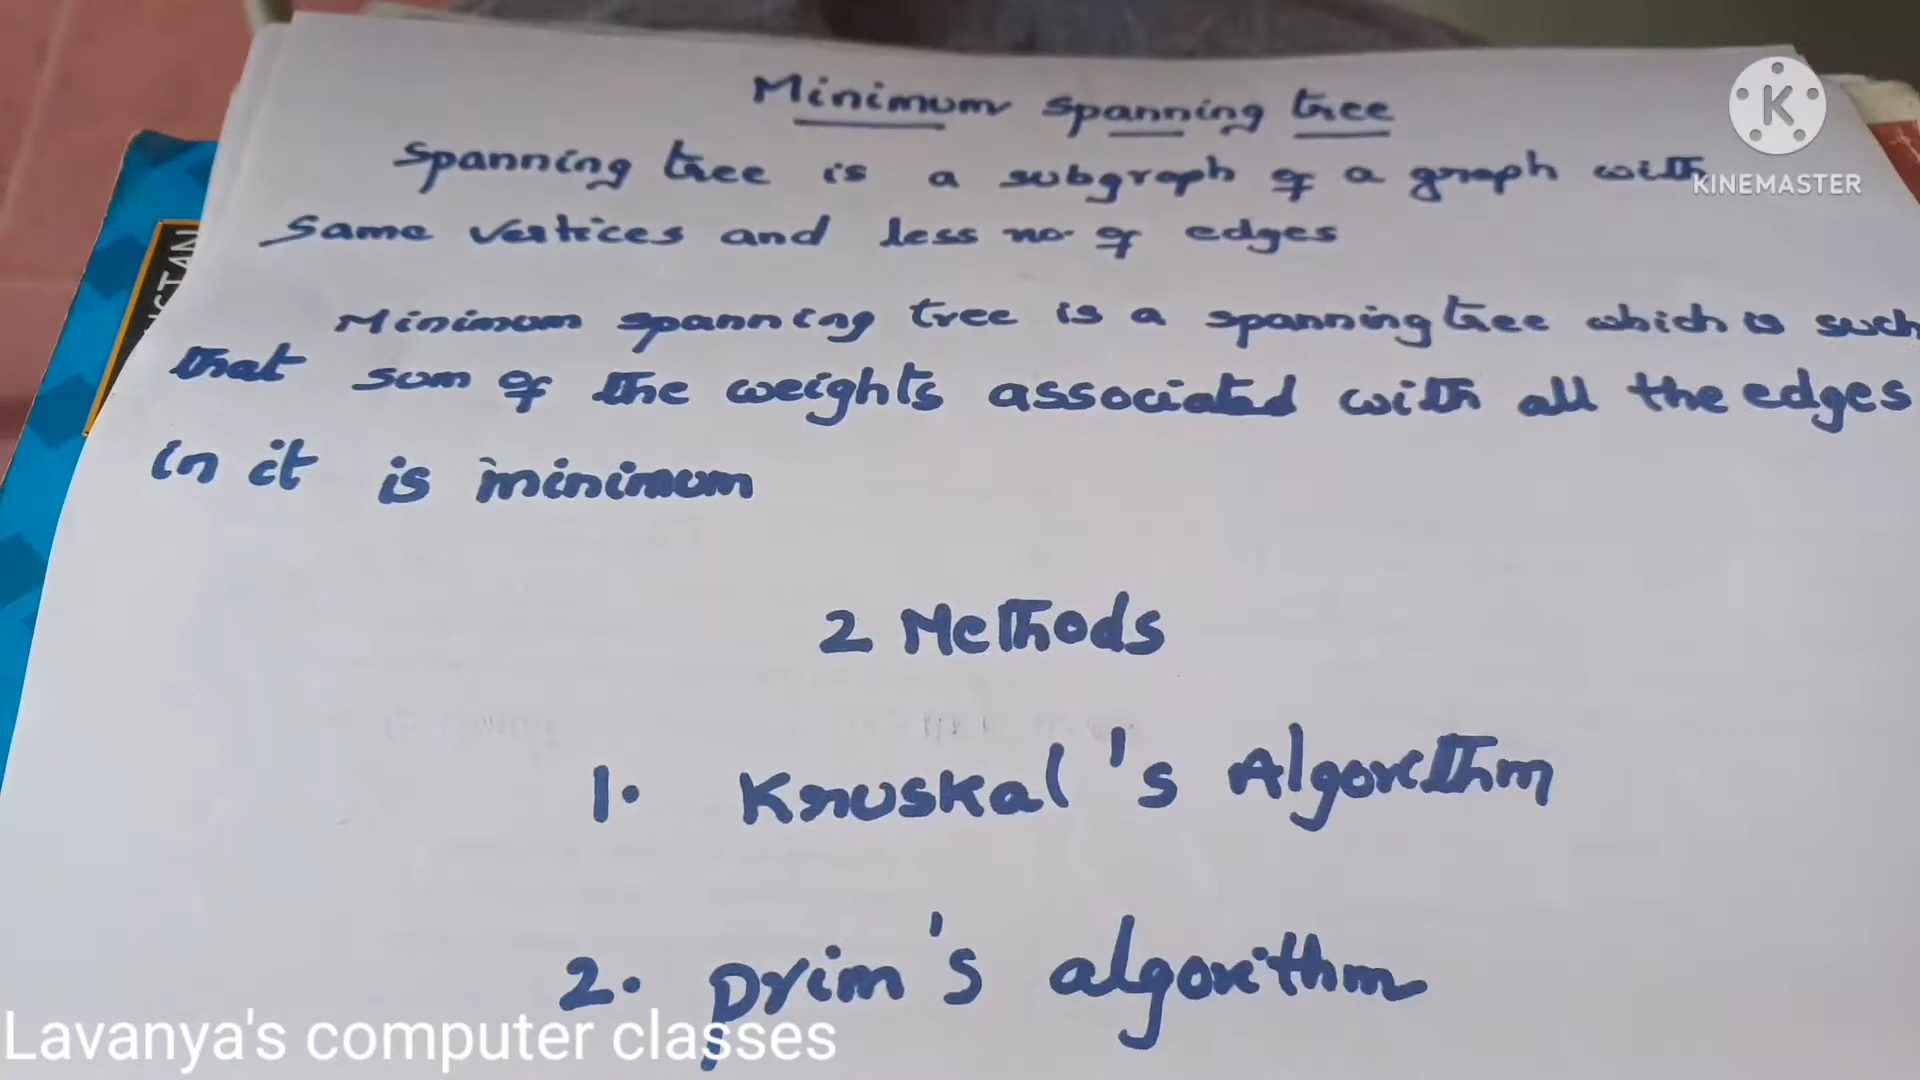 Minimum spanning tree
KINEMASTER
Spanning tree is a subgraph of a graph with
same vertices and less no. of edges
Minimum spanning tree is a spanning tree which is such
that sum of the weights associated with all the edges
in it is minimum
2 Methods
1. Kruskal's Algorithm
2. prim's algorithm
Lavanya's computer classes